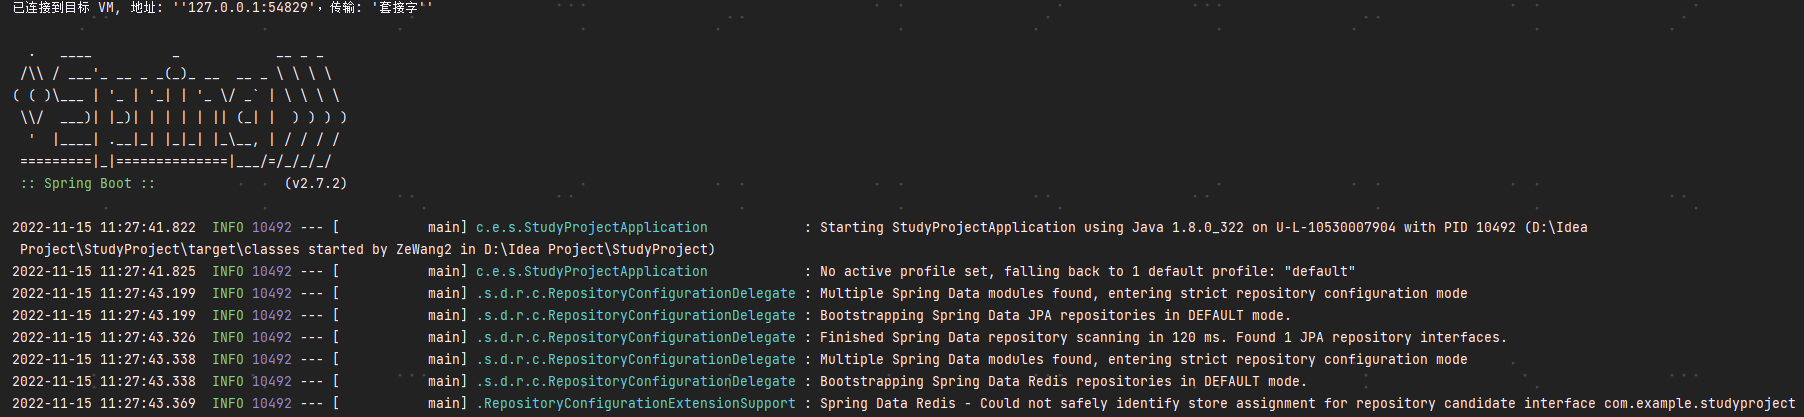 已连接到目标 VM, 地址: ''127.0.0.1:54829'，传输: '套接字''
  .   ____          _            __ _ _
 /\\ / ___'_ __ _ _(_)_ __  __ _ \ \ \ \
( ( )\___ | '_ | '_| | '_ \/ _` | \ \ \ \
 \\/  ___)| |_)| | | | | || (_| |  ) ) ) )
  '  |____| .__|_| |_|_| |_\__, | / / / /
 =========|_|==============|___/=/_/_/_/
 :: Spring Boot ::                (v2.7.2)
2022-11-15 11:27:41.822  INFO 10492 --- [           main] c.e.s.StudyProjectApplication            : Starting StudyProjectApplication using Java 1.8.0_322 on U-L-10530007904 with PID 10492 (D:\Idea
 Project\StudyProject\target\classes started by ZeWang2 in D:\Idea Project\StudyProject)
2022-11-15 11:27:41.825  INFO 10492 --- [           main] c.e.s.StudyProjectApplication            : No active profile set, falling back to 1 default profile: "default"
2022-11-15 11:27:43.199  INFO 10492 --- [           main] .s.d.r.c.RepositoryConfigurationDelegate : Multiple Spring Data modules found, entering strict repository configuration mode
2022-11-15 11:27:43.199  INFO 10492 --- [           main] .s.d.r.c.RepositoryConfigurationDelegate : Bootstrapping Spring Data JPA repositories in DEFAULT mode.
2022-11-15 11:27:43.326  INFO 10492 --- [           main] .s.d.r.c.RepositoryConfigurationDelegate : Finished Spring Data repository scanning in 120 ms. Found 1 JPA repository interfaces.
2022-11-15 11:27:43.338  INFO 10492 --- [           main] .s.d.r.c.RepositoryConfigurationDelegate : Multiple Spring Data modules found, entering strict repository configuration mode
2022-11-15 11:27:43.338  INFO 10492 --- [           main] .s.d.r.c.RepositoryConfigurationDelegate : Bootstrapping Spring Data Redis repositories in DEFAULT mode.
2022-11-15 11:27:43.369  INFO 10492 --- [           main] .RepositoryConfigurationExtensionSupport : Spring Data Redis - Could not safely identify store assignment for repository candidate interface com.example.studyproject